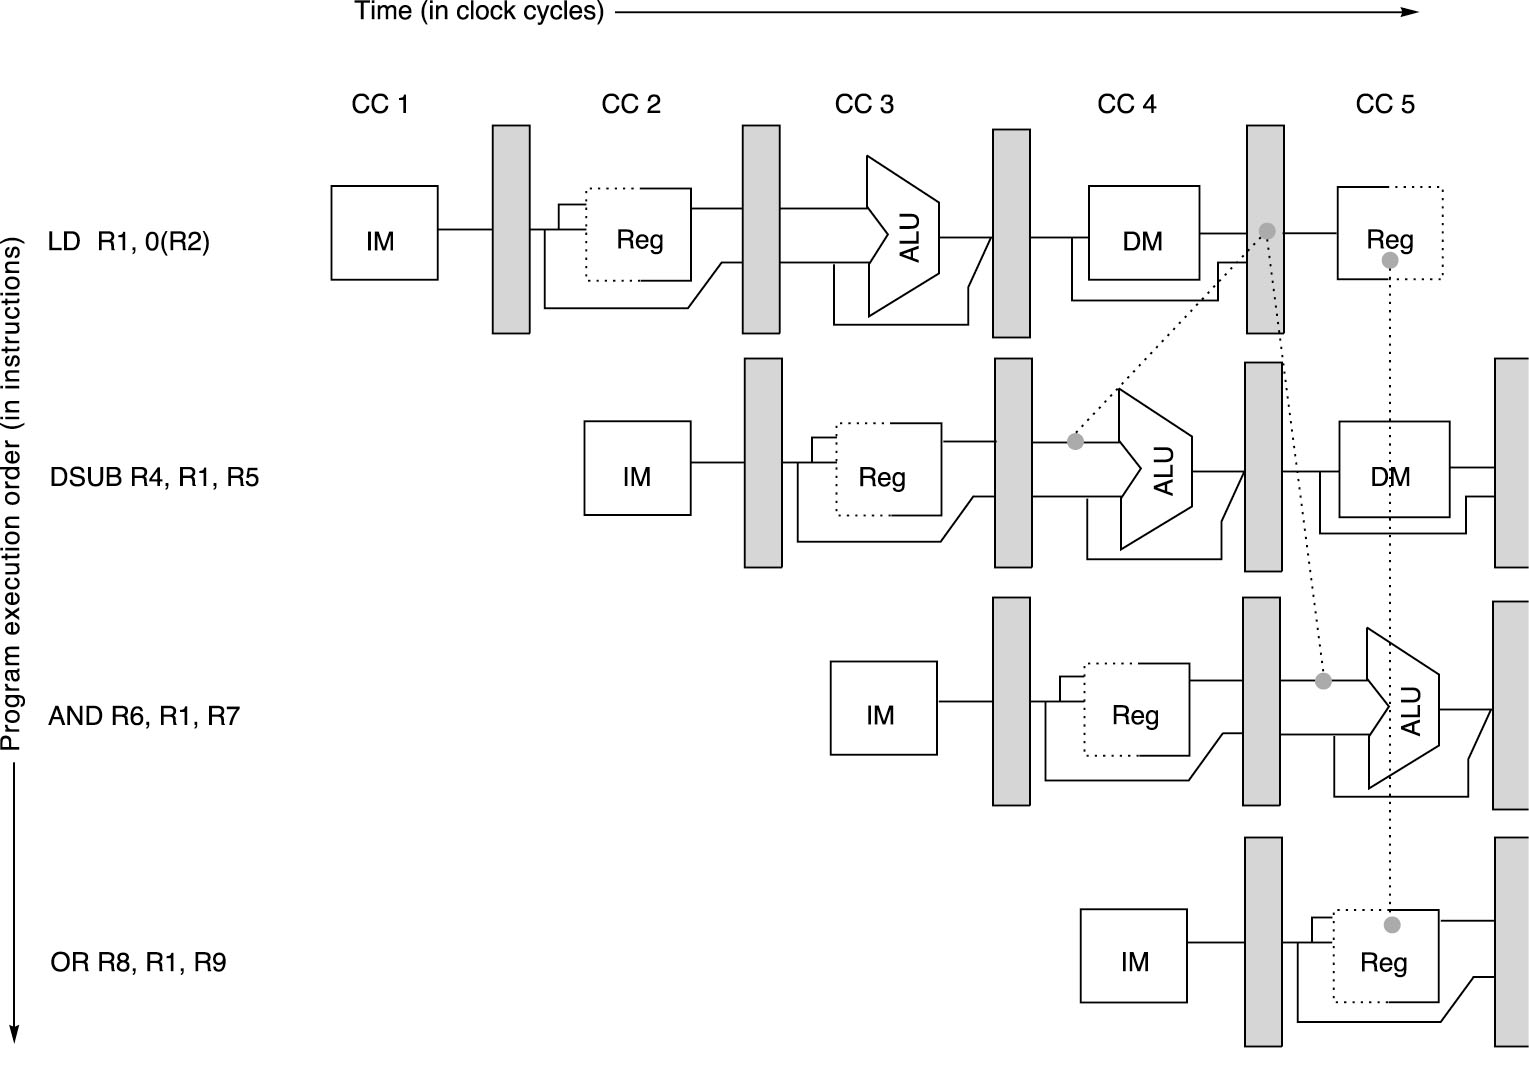 Time (in clock cycles)
CC 1 CC 2 CC 3 CC 4 CC 5
Program execution order (in instructions)
LD R1, 0(R2) IM Reg ALU DM Reg
DSUB R4, R1, R5 IM Reg ALU DM
AND R6, R1, R7 IM Reg ALU
OR R8, R1, R9 IM Reg